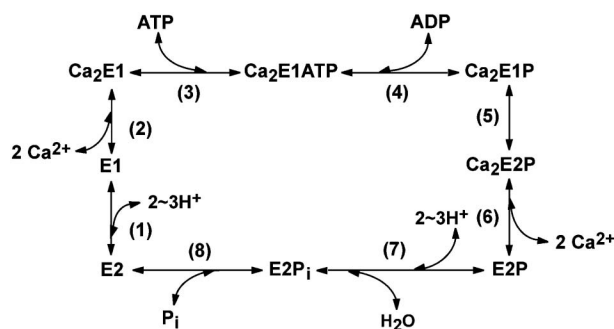 ATP ADP
Ca2E1 Ca2E1ATP Ca2E1P
(3) (4)
(2) (5)
2 Ca2+
E1 Ca2E2P
2~3H+ 2~3H+ (6)
(1) (8) (7) 2 Ca2+
E2 E2Pi E2P
Pi H2O